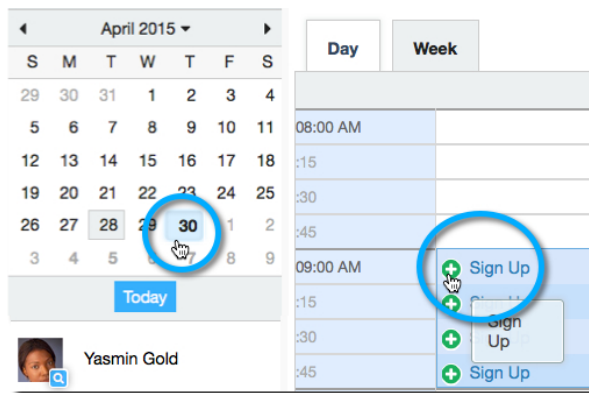 April 2015
S M T W T F S
29 30 31 1 2 3 4
5 6 7 8 9 10 11
12 13 14 15 16 17 18
19 20 21 22 23 24 25
26 27 28 29 30 1 2
3 4 5 6 7 8 9
Today
Yasmin Gold
Day Week
08:00 AM
:15
:30
:45
09:00 AM Sign Up
:15
Sign Up
:30
:45 Sign Up